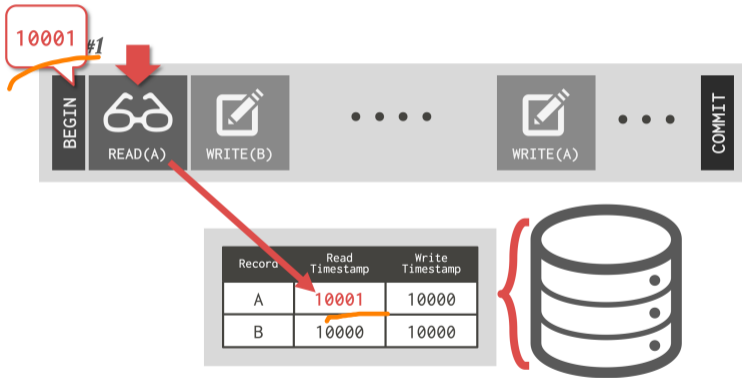 10001
#1
BEGIN
READ(A)
WRITE(B)
WRITE(A)
COMMIT
Record Read Timestamp Write Timestamp
A 10001 10000
B 10000 10000